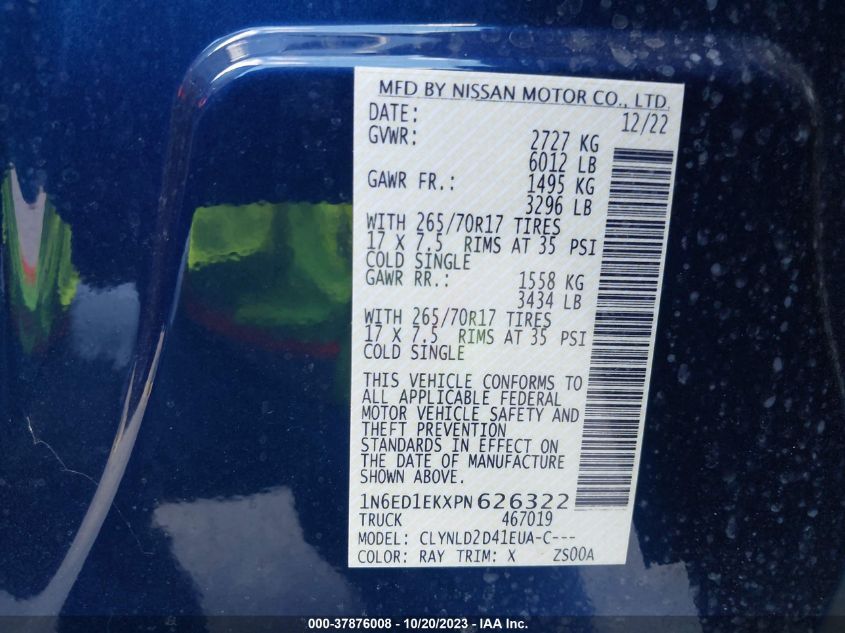 MFD BY NISSAN MOTOR CO., LTD.
DATE: 12/22
GVWR: 2727 KG
6012 LB
GAWR FR.: 1495 KG
3296 LB
WITH 265/70R17 TIRES
17 X 7.5 RIMS AT 35 PSI
COLD SINGLE
GAWR RR.: 1558 KG
3434 LB
WITH 265/70R17 TIRES
17 X 7.5 RIMS AT 35 PSI
COLD SINGLE
THIS VEHICLE CONFORMS TO
ALL APPLICABLE FEDERAL
MOTOR VEHICLE SAFETY AND
THEFT PREVENTION
STANDARDS IN EFFECT ON
THE DATE OF MANUFACTURE
SHOWN ABOVE.
1N6ED1EKXPN626322
TRUCK 467019
MODEL: CLYNLD2D41EUA-C---
COLOR: RAY TRIM: X ZS00A
000-37876008 - 10/20/2023 - IAA Inc.